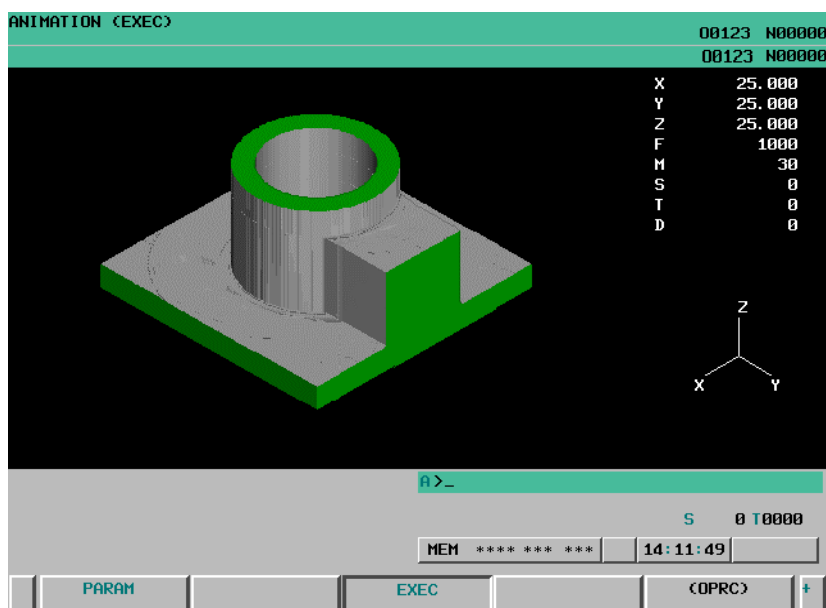 ANIMATION (EXEC)
O0123 N00000
O0123 N00000
X 25.000
Y 25.000
Z 25.000
F 1000
M 30
S 0
T 0
D 0
Z
X Y
A>_
S 0 T0000
MEM **** *** *** 14:11:49
PARAM EXEC (OPRC) +